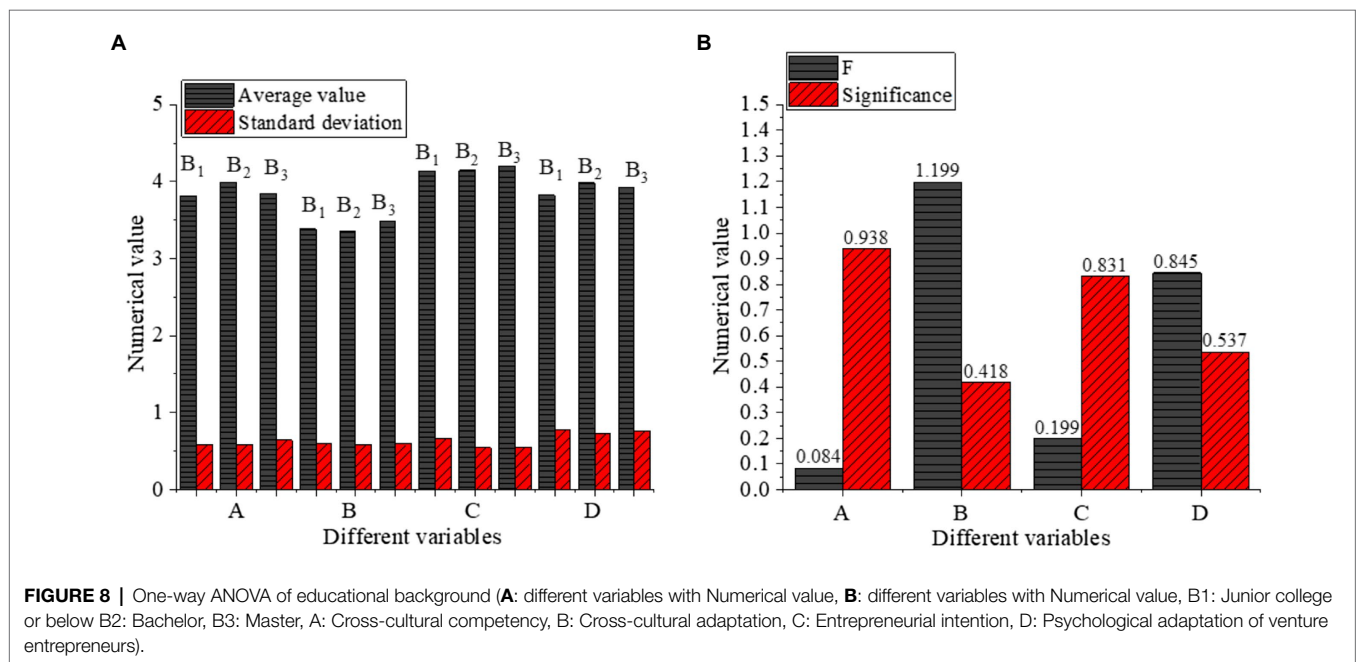 A
Average value
Standard deviation
5
4
3
2
1
0
Numerical value
B1 B2 B3
B1 B2 B3
B1 B2 B3
B1 B2 B3
A B C D
Different variables
B
F
Significance
1.5
1.4
1.3
1.2
1.1
1.0
0.9
0.8
0.7
0.6
0.5
0.4
0.3
0.2
0.1
0.0
Numerical value
0.084 0.938
1.199 0.418
0.199 0.831
0.845 0.537
A B C D
Different variables
FIGURE 8 | One-way ANOVA of educational background (A: different variables with Numerical value, B: different variables with Numerical value, B1: Junior college
or below B2: Bachelor, B3: Master, A: Cross-cultural competency, B: Cross-cultural adaptation, C: Entrepreneurial intention, D: Psychological adaptation of venture
entrepreneurs).